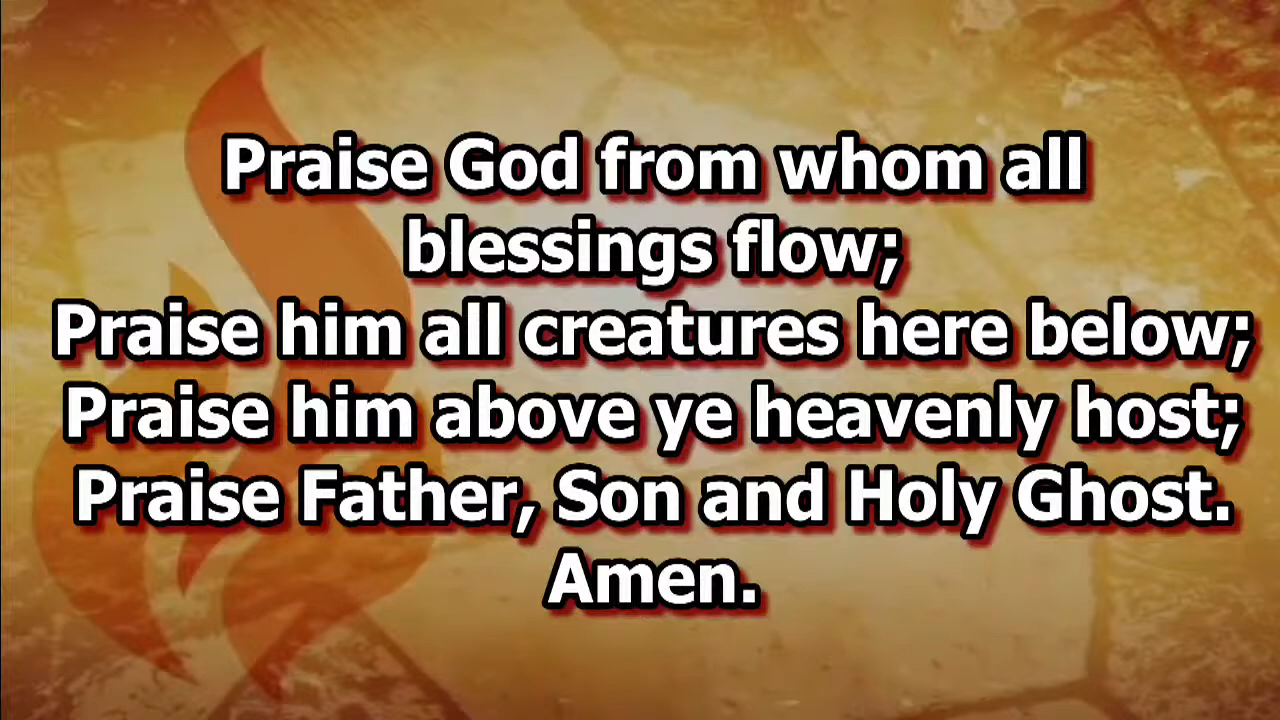 Praise God from whom all
blessings flow;
Praise him all creatures here below;
Praise him above ye heavenly host;
Praise Father, Son and Holy Ghost.
Amen.